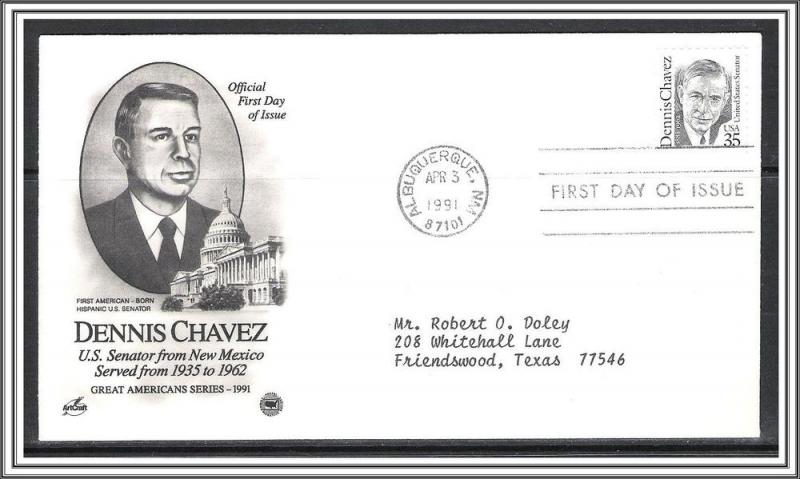 Official
First Day
of Issue
FIRST AMERICAN - BORN
HISPANIC U.S. SENATOR
DENNIS CHAVEZ
U.S. Senator from New Mexico
Served from 1935 to 1962
GREAT AMERICANS SERIES - 1991
ArtCraft
ALBUQUERQUE, NM
APR 3
1991
87101
Dennis Chavez
United States Senator
USA
35
FIRST DAY OF ISSUE
Mr. Robert O. Doley
208 Whitehall Lane
Friendswood, Texas 77546